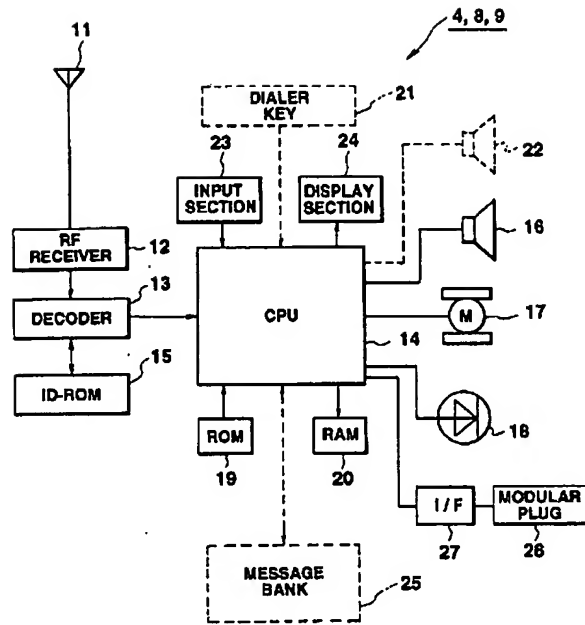 4, 8, 9
11
DIALER
KEY
21
23
24
22
INPUT
SECTION
DISPLAY
SECTION
16
RF
RECEIVER
12
13
DECODER
CPU
M
17
14
ID-ROM
15
18
ROM
RAM
19
20
I/F
MODULAR
PLUG
27
26
MESSAGE
BANK
25